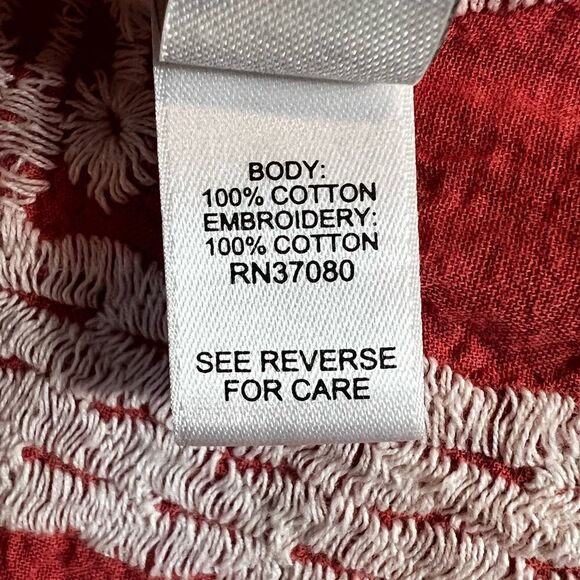 BODY:
100% COTTON
EMBROIDERY:
100% COTTON
RN37080
SEE REVERSE
FOR CARE